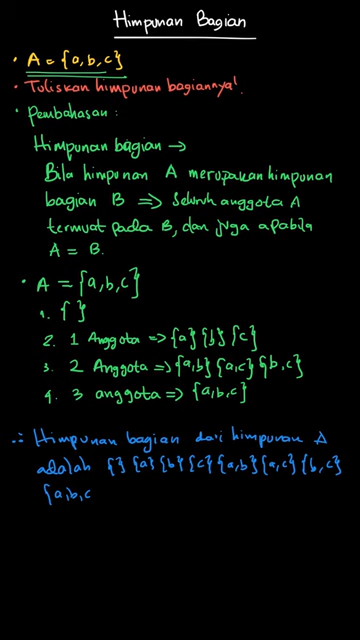 Himpunan Bagian
• A = {a, b, c}
• Tuliskan himpunan bagiannya!
• Pembahasan :
Himpunan bagian →
Bila himpunan A merupakan himpunan
bagian B => Seluruh anggota A
termuat pada B, dan juga apabila
A = B.
• A = {a, b, c}
1. { }
2. 1 Anggota => {a} {b} {c}
3. 2 Anggota => {a,b} {a,c} {b,c}
4. 3 anggota => {a,b,c}
∴ Himpunan bagian dari himpunan A
adalah {} {a} {b} {c} {a,b} {a,c} {b,c}
{a,b,c